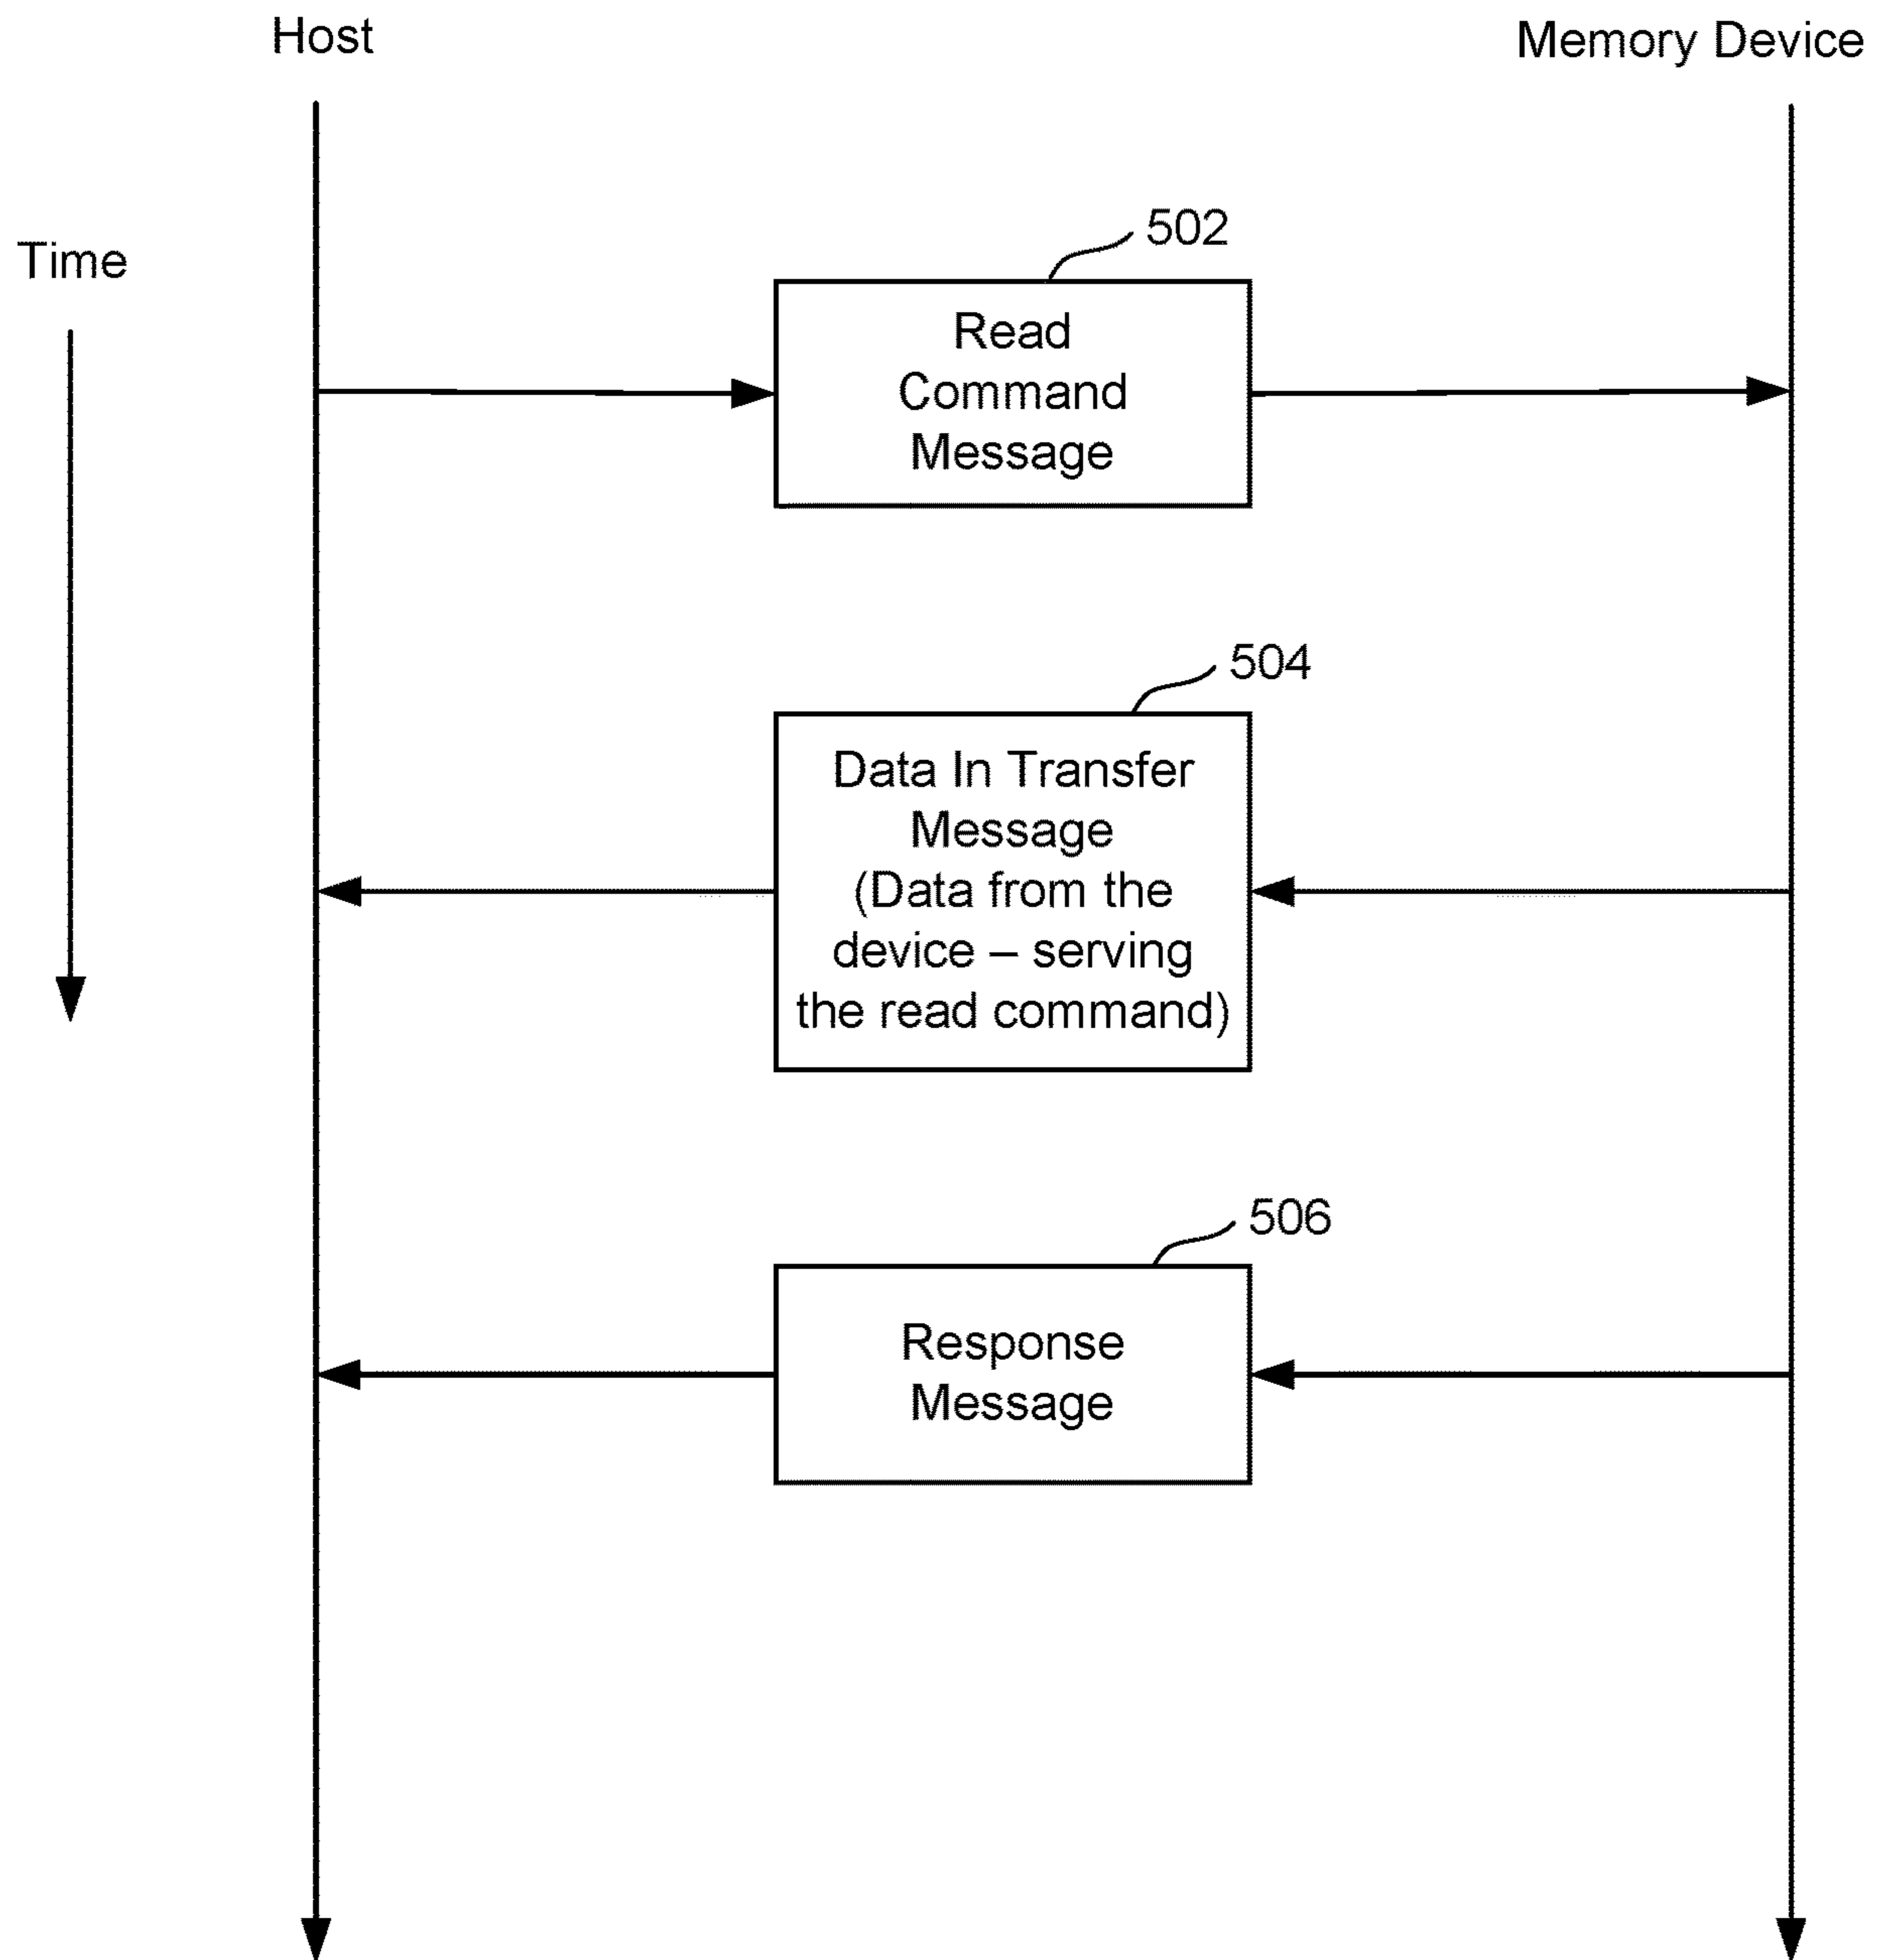 Host
Memory Device
Time
502
Read
Command
Message
504
Data In Transfer
Message
(Data from the
device – serving
the read command)
506
Response
Message